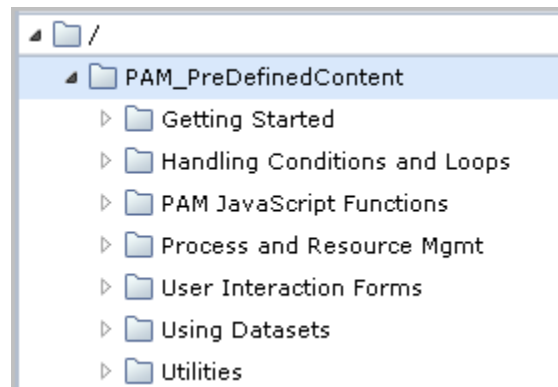 /
PAM_PreDefinedContent
Getting Started
Handling Conditions and Loops
PAM JavaScript Functions
Process and Resource Mgmt
User Interaction Forms
Using Datasets
Utilities